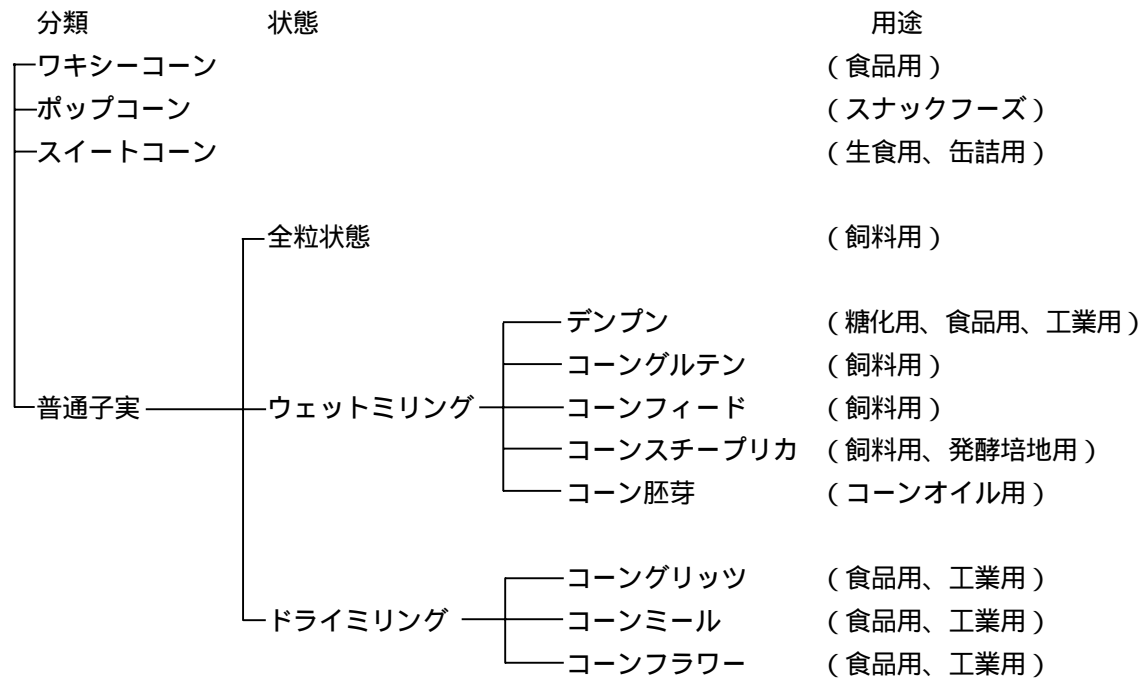 分類 状態 用途
ワキシーコーン (食品用)
ポップコーン (スナックフーズ)
スイートコーン (生食用、缶詰用)
全粒状態 (飼料用)
デンプン (糖化用、食品用、工業用)
コーングルテン (飼料用)
普通子実 ウェットミリング コーンフィード (飼料用)
コーンスチープリカ (飼料用、発酵培地用)
コーン胚芽 (コーンオイル用)
コーングリッツ (食品用、工業用)
ドライミリング コーンミール (食品用、工業用)
コーンフラワー (食品用、工業用)